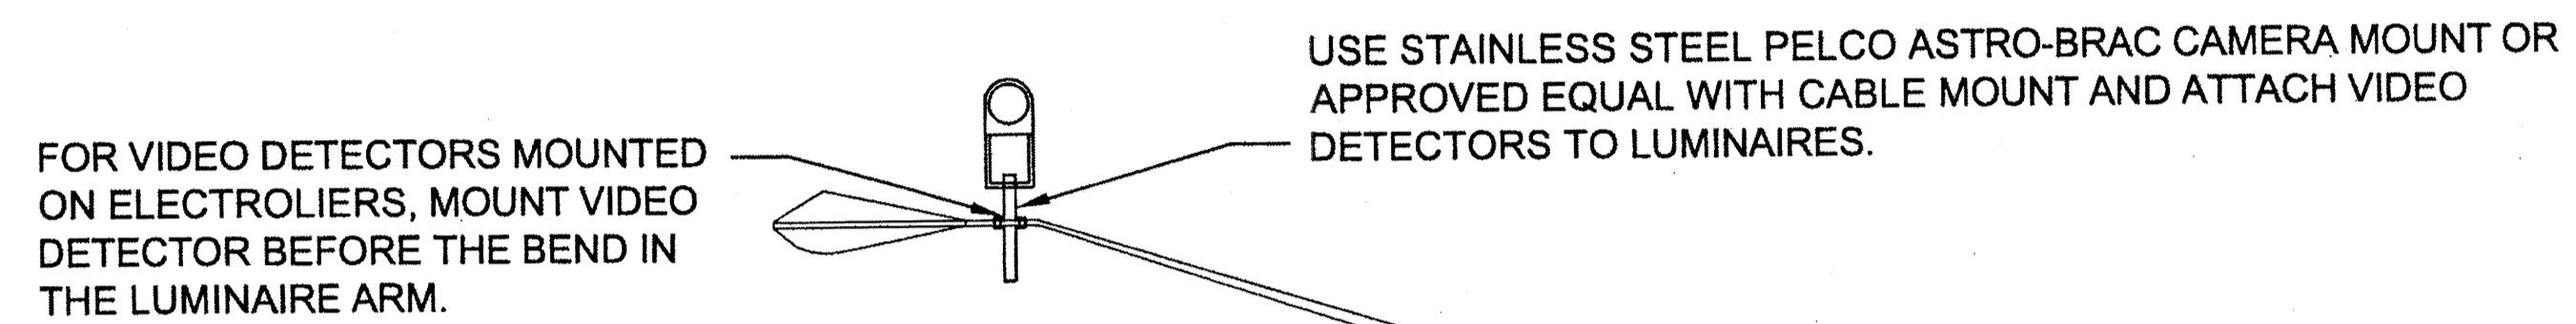 FOR VIDEO DETECTORS MOUNTED
ON ELECTROLIERS, MOUNT VIDEO
DETECTOR BEFORE THE BEND IN
THE LUMINAIRE ARM.
USE STAINLESS STEEL PELCO ASTRO-BRAC CAMERA MOUNT OR
APPROVED EQUAL WITH CABLE MOUNT AND ATTACH VIDEO
DETECTORS TO LUMINAIRES.